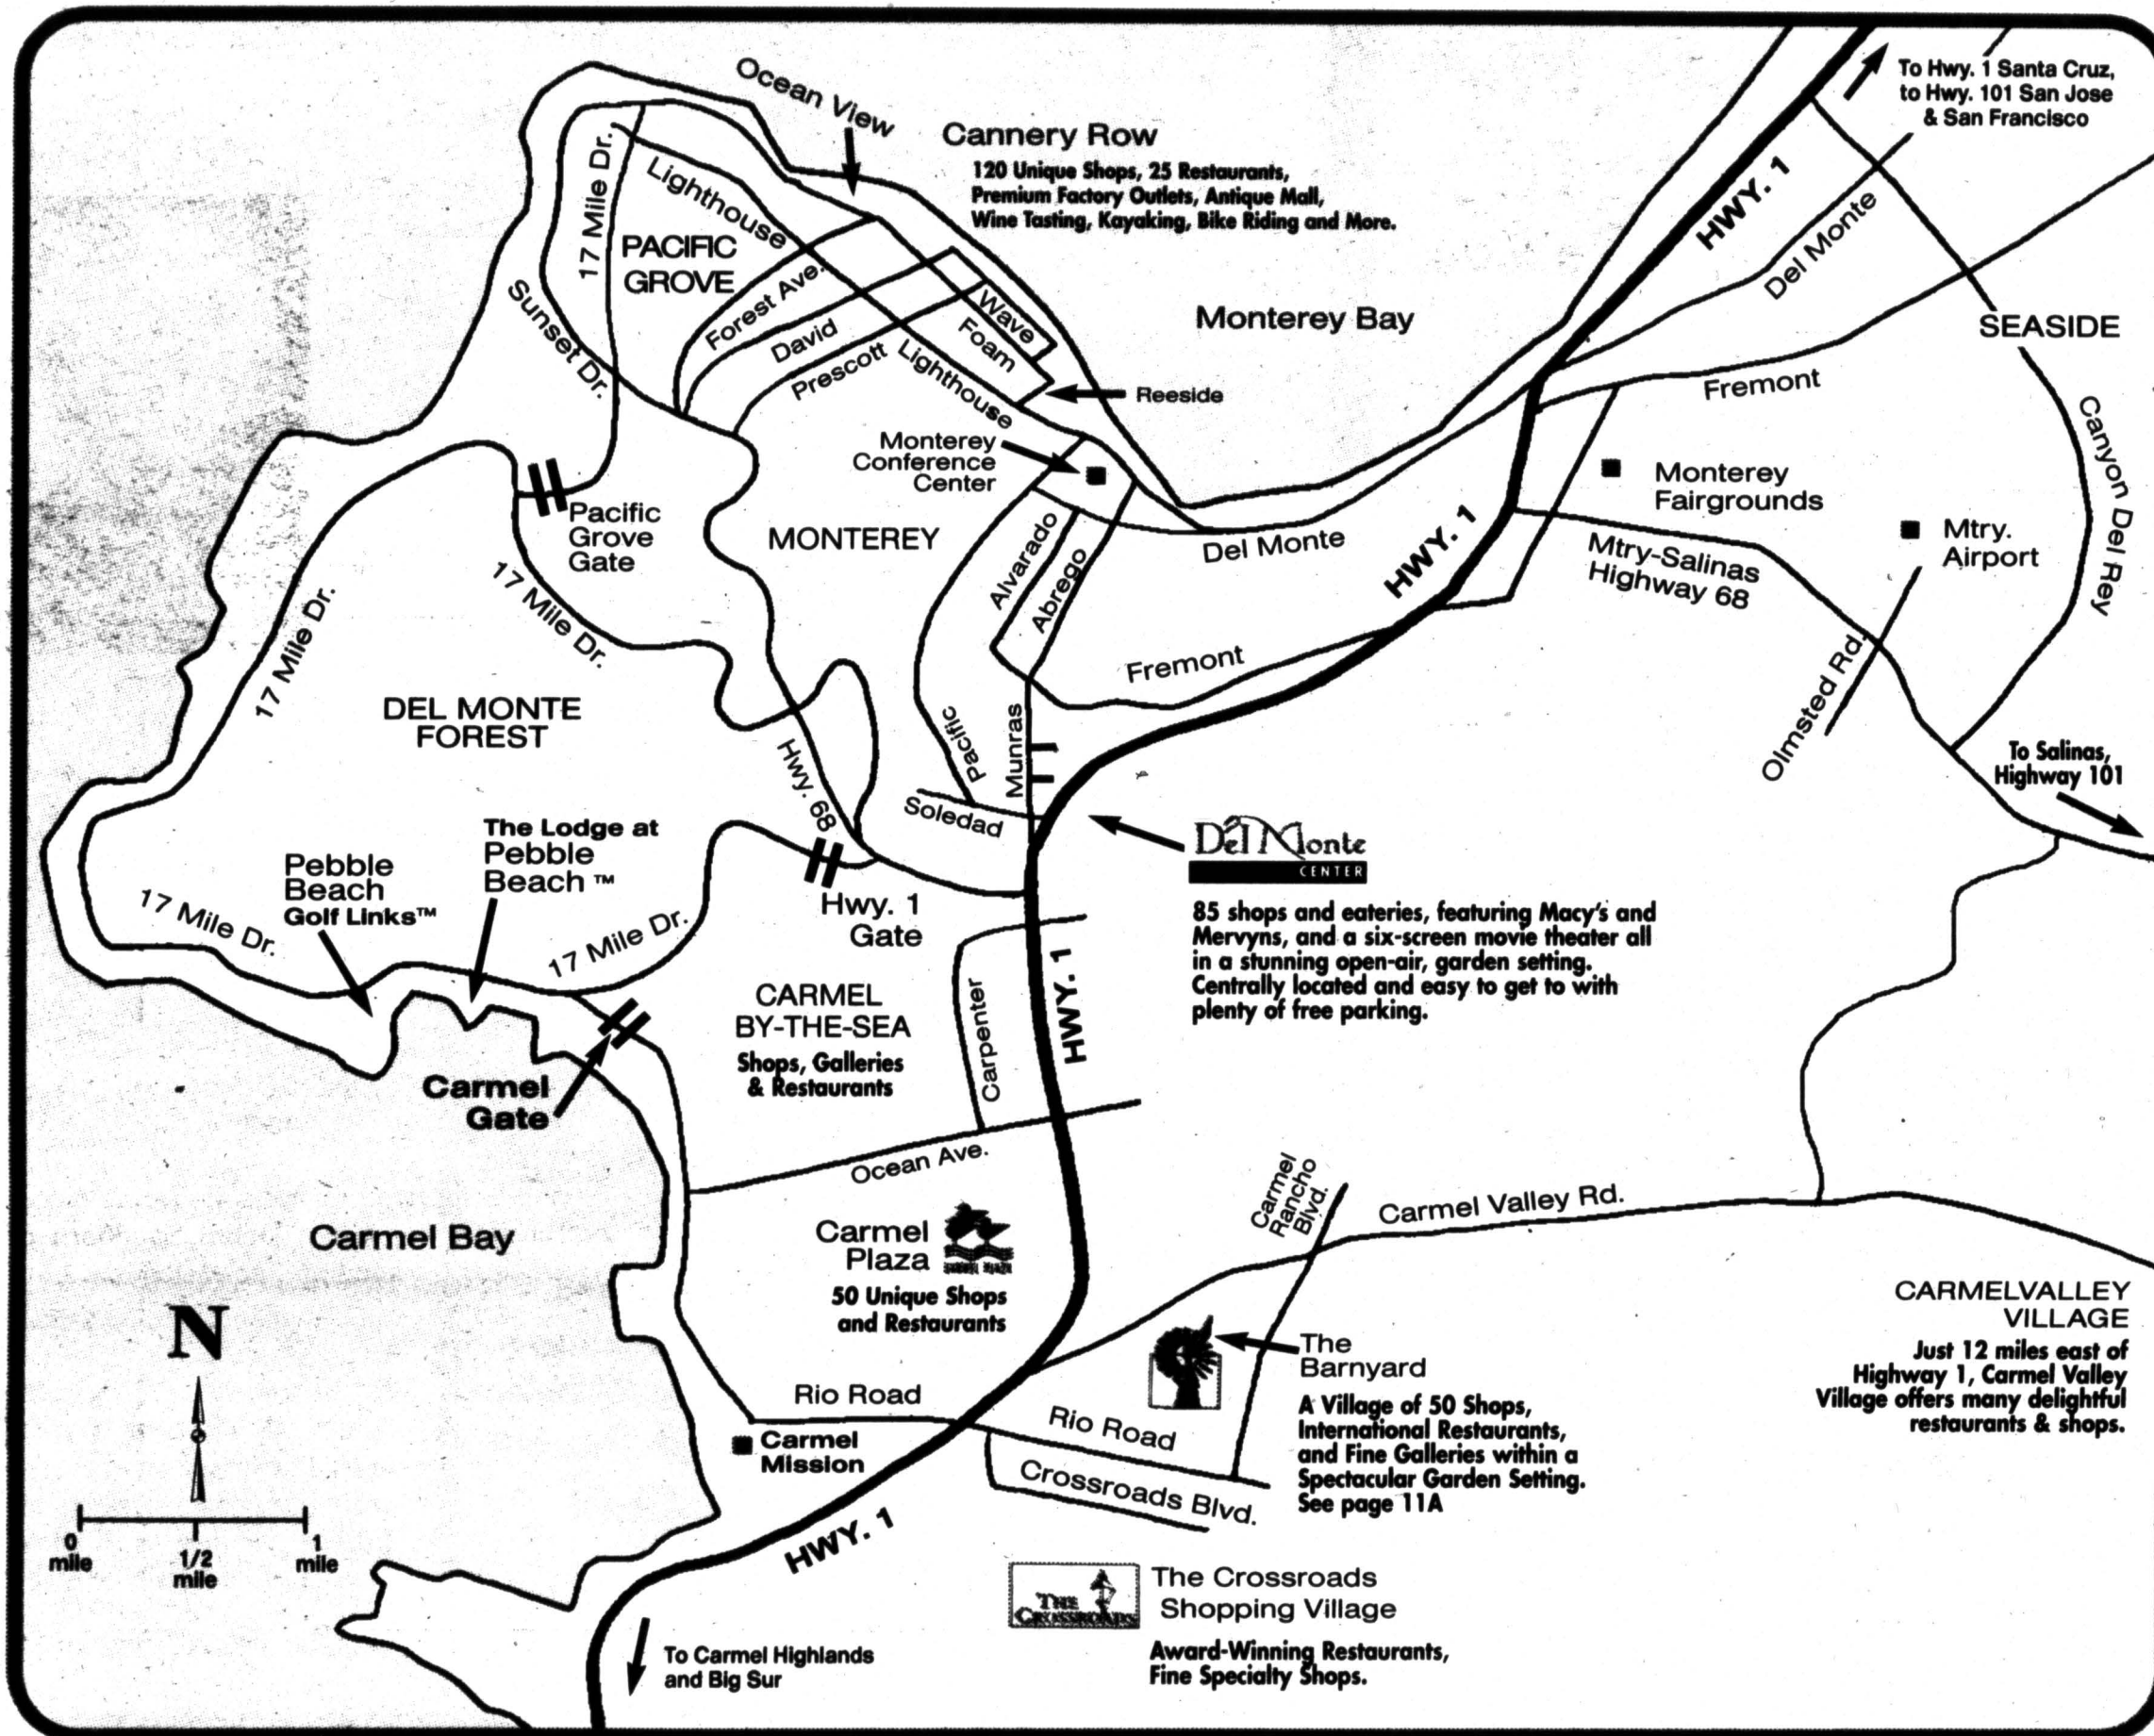 To Hwy. 1 Santa Cruz,
to Hwy. 101 San Jose
& San Francisco
Ocean View
Cannery Row
120 Unique Shops, 25 Restaurants,
Premium Factory Outlets, Antique Mall,
Wine Tasting, Kayaking, Bike Riding and More.
HWY. 1
Del Monte
17 Mile Dr.
Lighthouse
PACIFIC
GROVE
Forest Ave.
David
Prescott
Wave
Foam
Lighthouse
Sunset Dr.
Monterey Bay
SEASIDE
Reeside
Fremont
Canyon Del Rey
Monterey
Conference
Center
Monterey
Fairgrounds
Mtry.
Airport
Pacific
Grove
Gate
MONTEREY
Alvarado
Abrego
Del Monte
HWY. 1
Mtry-Salinas
Highway 68
17 Mile Dr.
17 Mile Dr.
Fremont
Olmsted Rd.
DEL MONTE
FOREST
Pacific
Munras
Hwy. 68
Soledad
To Salinas,
Highway 101
The Lodge at
Pebble
Beach ™
Pebble
Beach
Golf Links™
Del Monte
CENTER
85 shops and eateries, featuring Macy's and
Mervyns, and a six-screen movie theater all
in a stunning open-air, garden setting.
Centrally located and easy to get to with
plenty of free parking.
17 Mile Dr.
17 Mile Dr.
Hwy. 1
Gate
CARMEL
BY-THE-SEA
Shops, Galleries
& Restaurants
Carpenter
HWY. 1
Carmel
Gate
Ocean Ave.
Carmel
Rancho
Blvd.
Carmel Valley Rd.
Carmel Bay
Carmel
Plaza
50 Unique Shops
and Restaurants
CARMELVALLEY
VILLAGE
Just 12 miles east of
Highway 1, Carmel Valley
Village offers many delightful
restaurants & shops.
N
The
Barnyard
A Village of 50 Shops,
International Restaurants,
and Fine Galleries within a
Spectacular Garden Setting.
See page 11A
Rio Road
Rio Road
Carmel
Mission
Crossroads Blvd.
0
mile
1/2
mile
1
mile
HWY. 1
THE
CROSSROADS
The Crossroads
Shopping Village
Award-Winning Restaurants,
Fine Specialty Shops.
To Carmel Highlands
and Big Sur